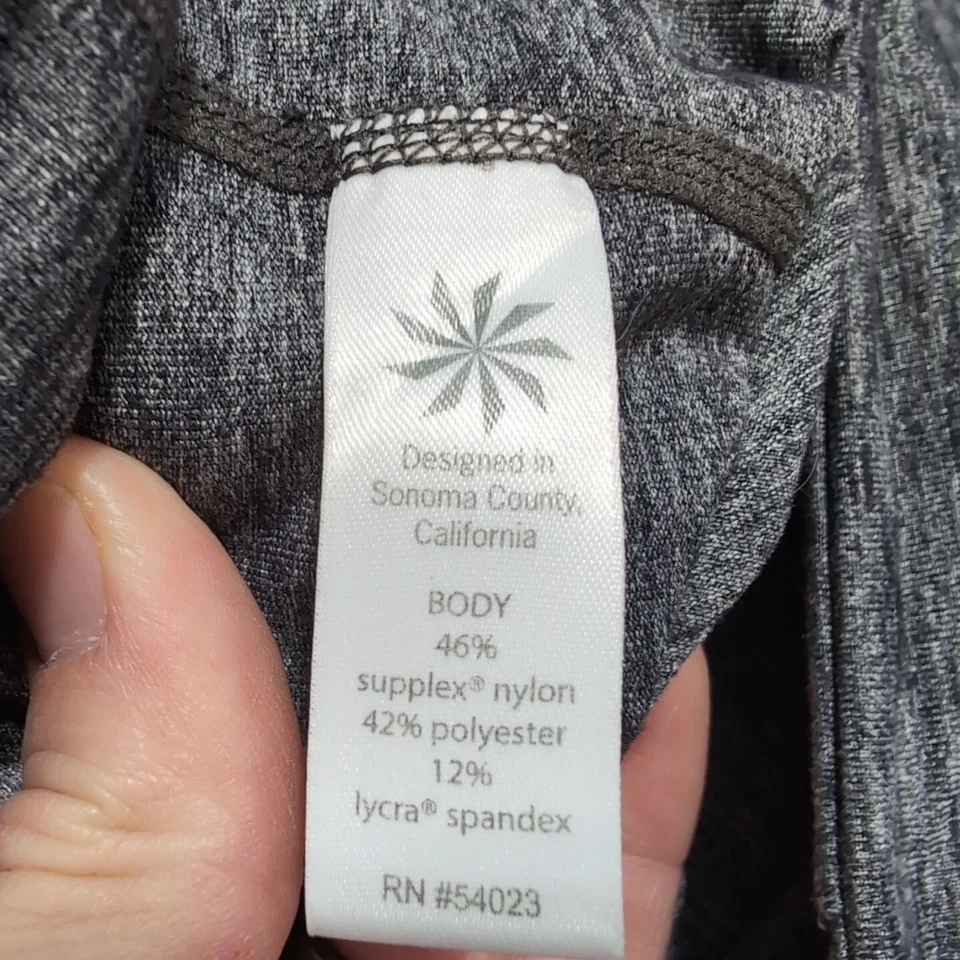 Designed in
Sonoma County,
California
BODY
46%
supplex® nylon
42% polyester
12%
lycra® spandex
RN #54023